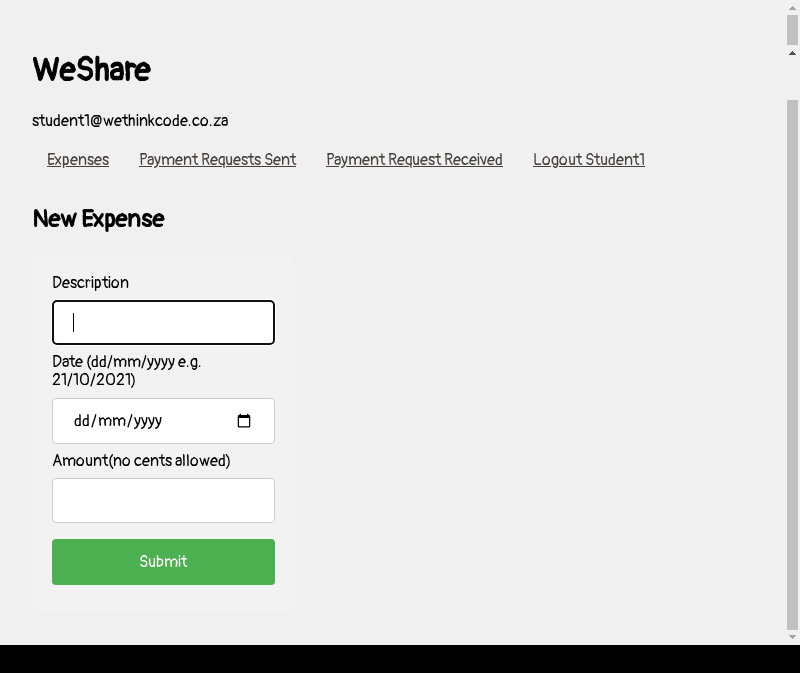 WeShare
student1@wethinkcode.co.za
Expenses Payment Requests Sent Payment Request Received Logout Student1
New Expense
Description
Date (dd/mm/yyyy e.g.
21/10/2021)
dd/mm/yyyy
Amount(no cents allowed)
Submit